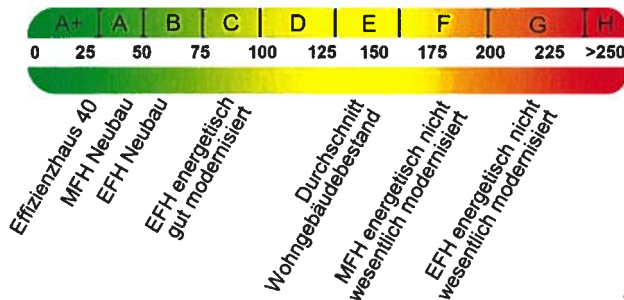 A+ A B C D E F G H
0 25 50 75 100 125 150 175 200 225 >250
Effizienzhaus 40
MFH Neubau
EFH Neubau
EFH energetisch
gut modernisiert
Durchschnitt
Wohngebäudebestand
MFH energetisch nicht
wesentlich modernisiert
EFH energetisch nicht
wesentlich modernisiert